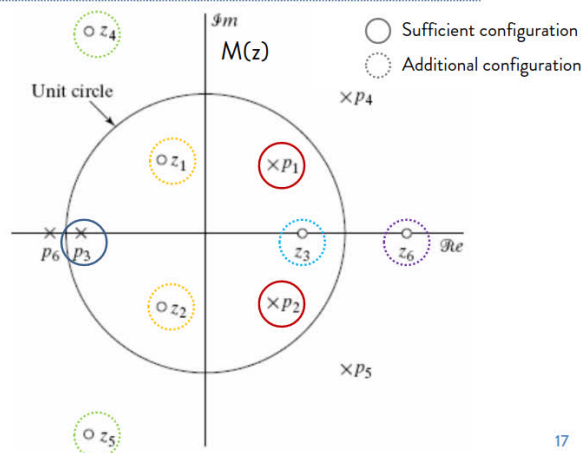 z4
ℐm
M(z)
Sufficient configuration
Additional configuration
Unit circle
p4
z1
p1
p6
p3
z3
z6
ℛe
z2
p2
p5
z5
17